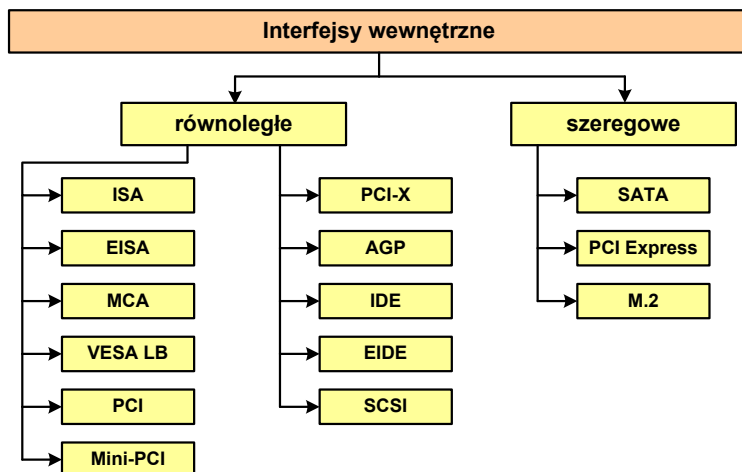 Interfejsy wewnętrzne
równoległe
szeregowe
ISA
EISA
MCA
VESA LB
PCI
Mini-PCI
PCI-X
AGP
IDE
EIDE
SCSI
SATA
PCI Express
M.2